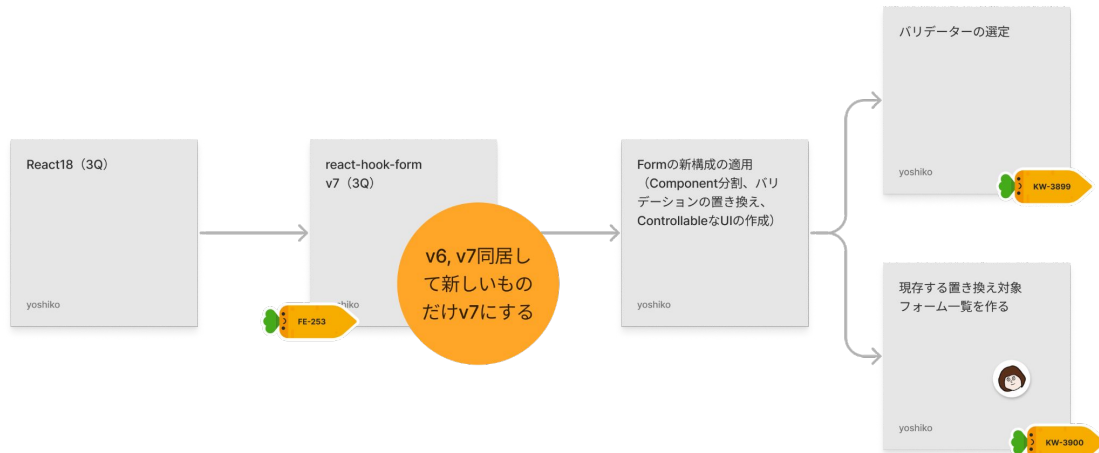 React18（3Q）
yoshiko
react-hook-form
v7（3Q）
v6, v7同居し
て新しいもの
だけv7にする
FE-253
Formの新構成の適用
（Component分割、バリ
デーションの置き換え、
ControllableなUIの作成）
yoshiko
バリデーターの選定
yoshiko
KW-3899
現存する置き換え対象
フォーム一覧を作る
yoshiko
KW-3900